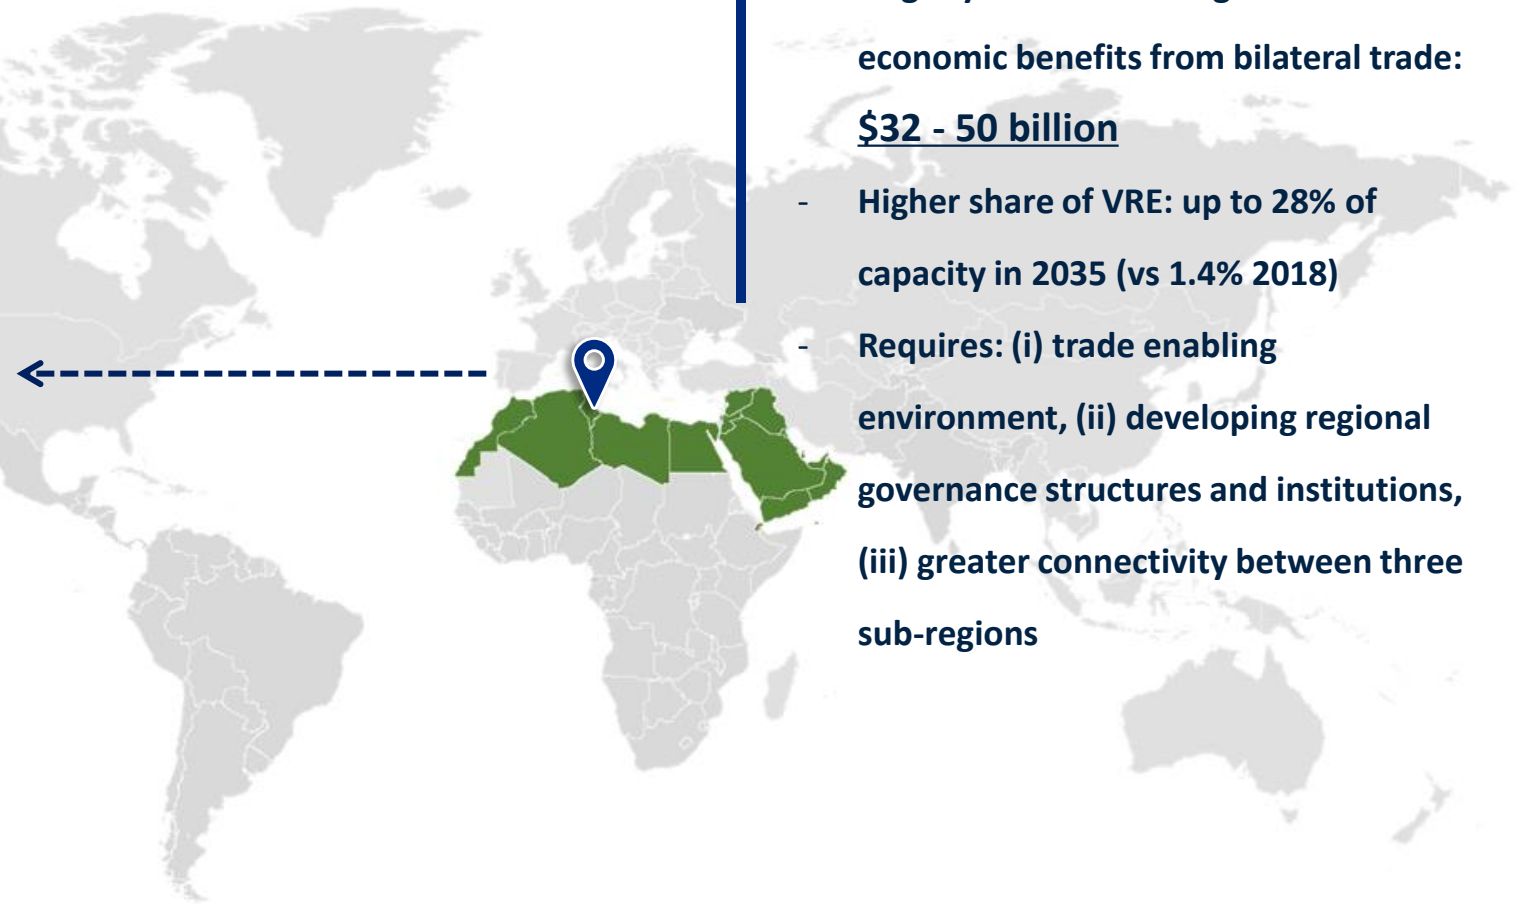 economic benefits from bilateral trade:
$32 - 50 billion
- Higher share of VRE: up to 28% of
capacity in 2035 (vs 1.4% 2018)
- Requires: (i) trade enabling
environment, (ii) developing regional
governance structures and institutions,
(iii) greater connectivity between three
sub-regions